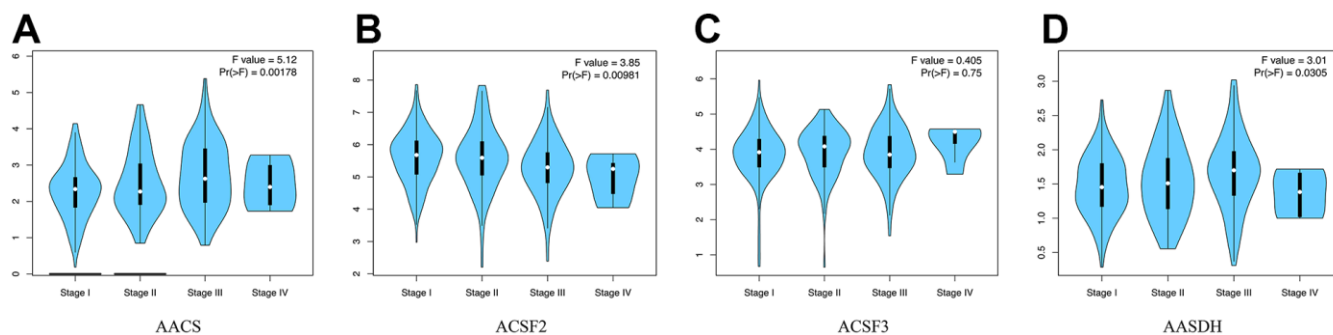 A
F value = 5.12
Pr(>F) = 0.00178
6
5
4
3
2
1
0
Stage I Stage II Stage III Stage IV
AACS
B
F value = 3.85
Pr(>F) = 0.00981
8
7
6
5
4
3
2
Stage I Stage II Stage III Stage IV
ACSF2
C
F value = 0.405
Pr(>F) = 0.75
6
5
4
3
2
1
Stage I Stage II Stage III Stage IV
ACSF3
D
F value = 3.01
Pr(>F) = 0.0305
3.0
2.5
2.0
1.5
1.0
0.5
Stage I Stage II Stage III Stage IV
AASDH